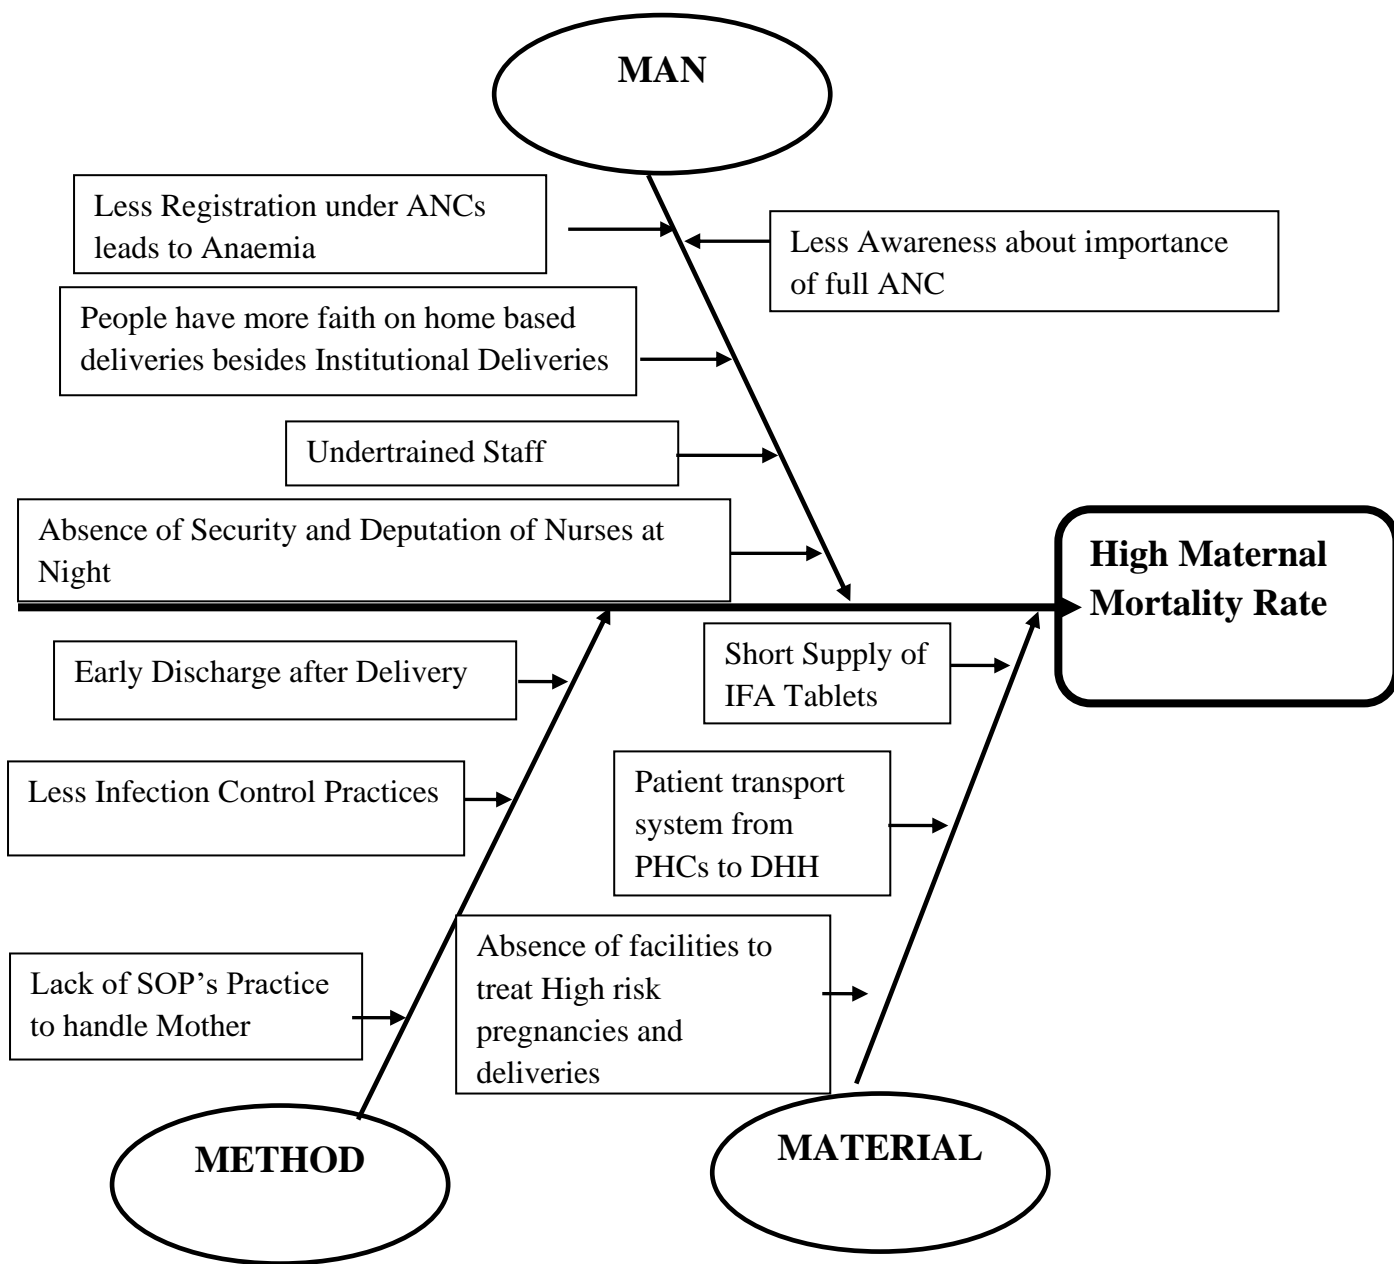 MAN
Less Registration under ANCs
leads to Anaemia
Less Awareness about importance
of full ANC
People have more faith on home based
deliveries besides Institutional Deliveries
Undertrained Staff
Absence of Security and Deputation of Nurses at
Night
High Maternal
Mortality Rate
Early Discharge after Delivery
Short Supply of
IFA Tablets
Less Infection Control Practices
Patient transport
system from
PHCs to DHH
Lack of SOP’s Practice
to handle Mother
Absence of facilities to
treat High risk
pregnancies and
deliveries
METHOD
MATERIAL